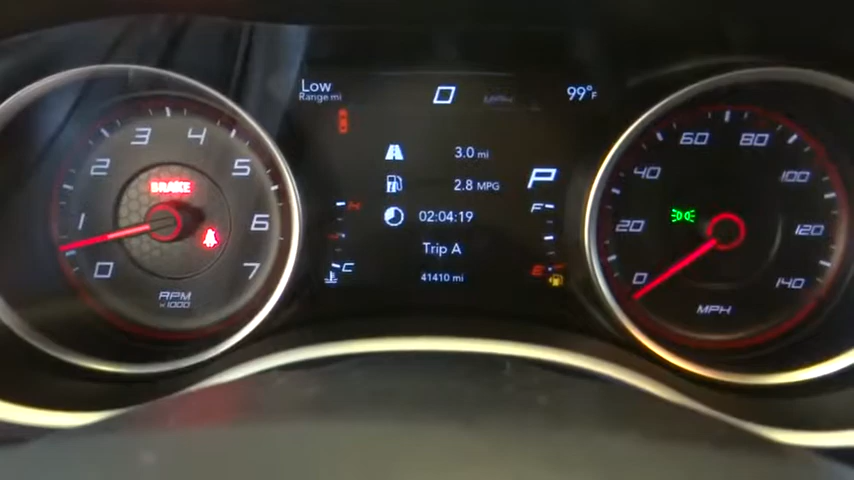 Low
Range mi
0
99°F
3.0 mi
2.8 MPG
02:04:19
Trip A
41410 mi
P
H
C
F
E
BRAKE
0
1
2
3
4
5
6
7
RPM
x1000
0
20
40
60
80
100
120
140
MPH